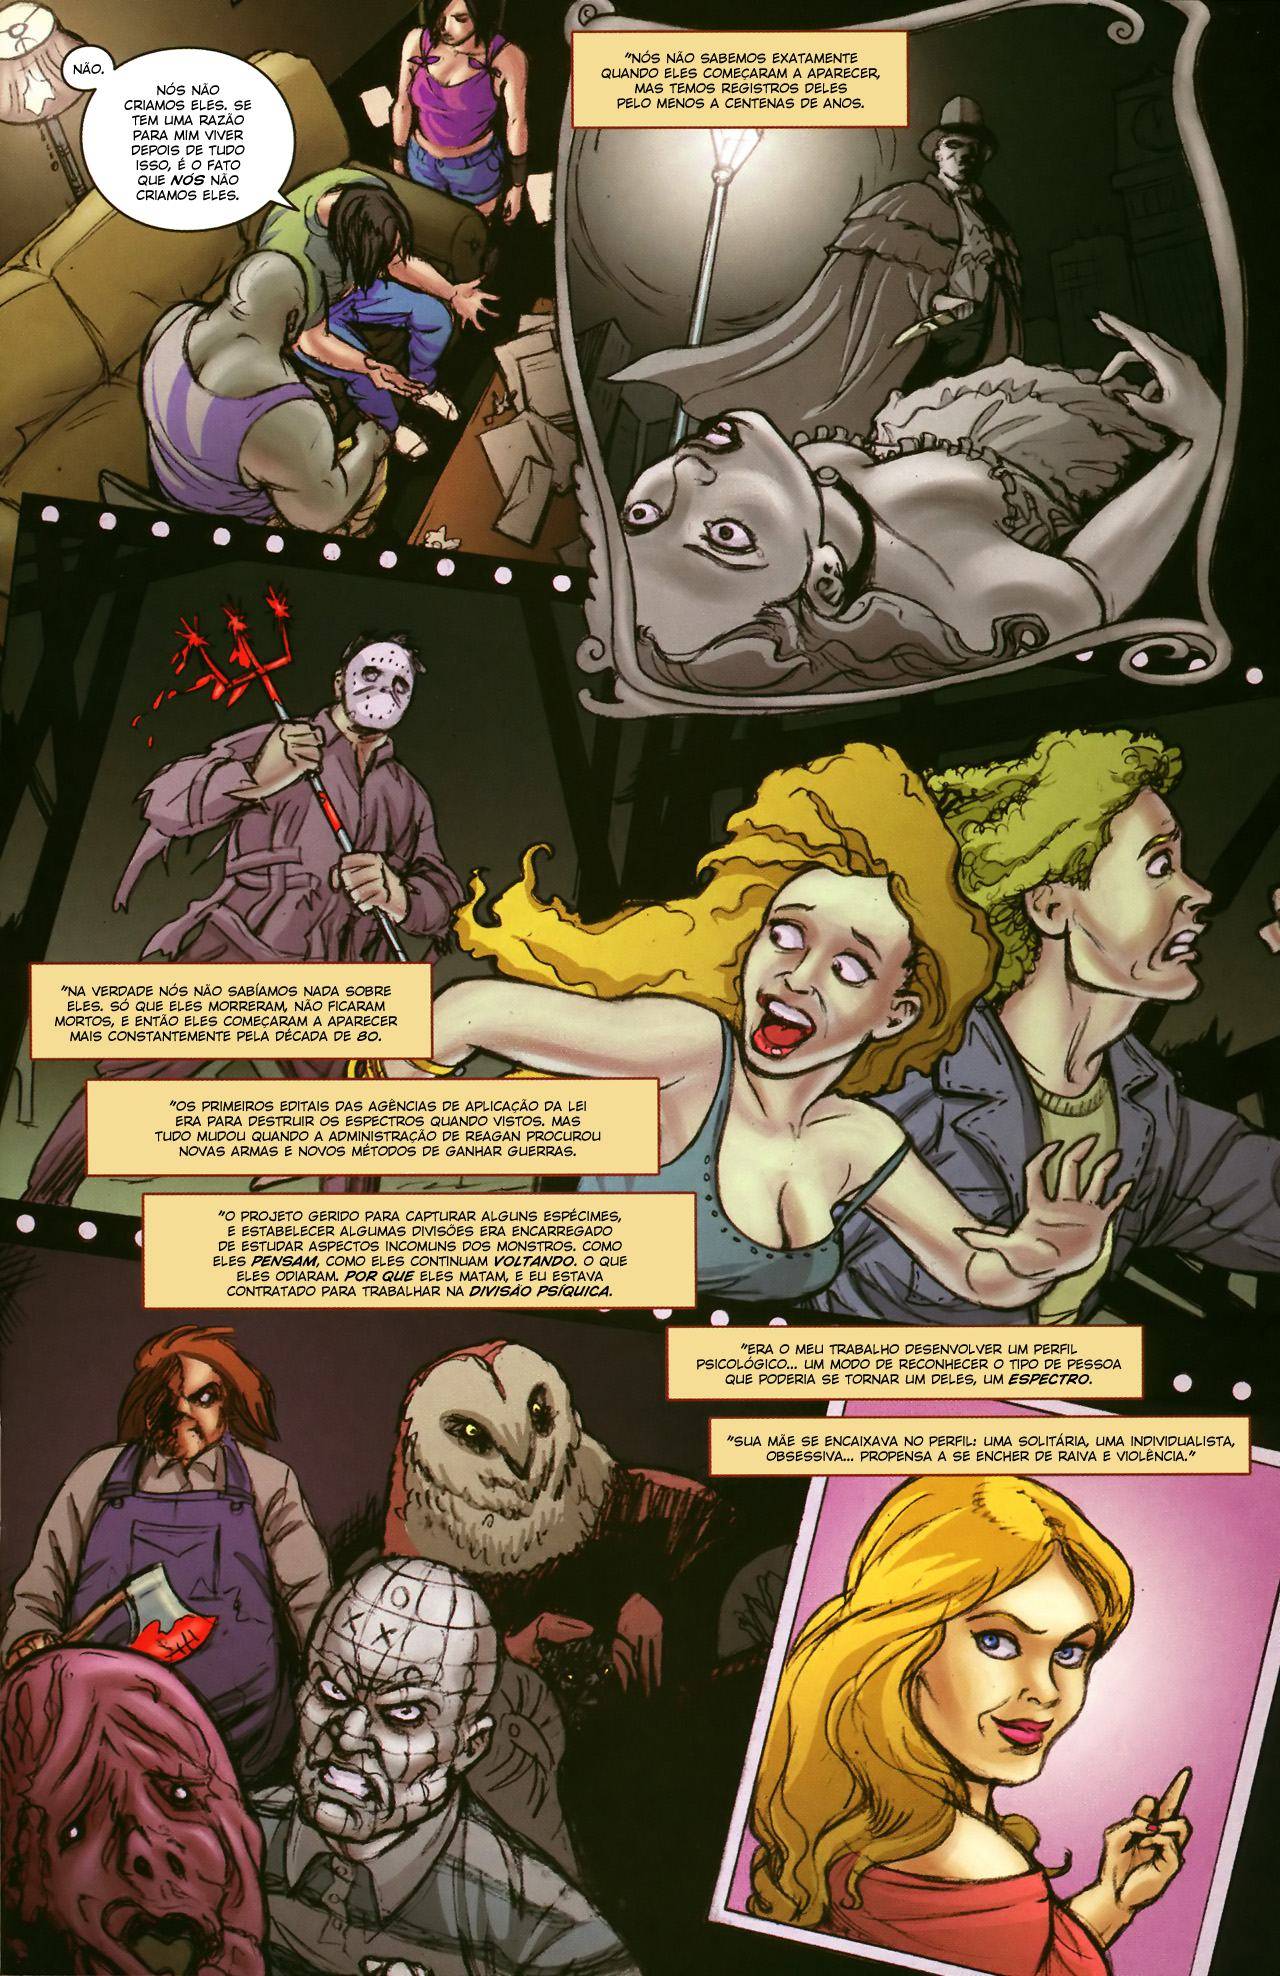 NÃO.
NÓS NÃO
CRIAMOS ELES. SE
TEM UMA RAZÃO
PARA MIM VIVER
DEPOIS DE TUDO
ISSO, É O FATO
QUE NÓS NÃO
CRIAMOS ELES.
"NÓS NÃO SABEMOS EXATAMENTE
QUANDO ELES COMEÇARAM A APARECER,
MAS TEMOS REGISTROS DELES
PELO MENOS A CENTENAS DE ANOS.
"NA VERDADE NÓS NÃO SABÍAMOS NADA SOBRE
ELES. SÓ QUE ELES MORRERAM, NÃO FICARAM
MORTOS, E ENTÃO ELES COMEÇARAM A APARECER
MAIS CONSTANTEMENTE PELA DÉCADA DE 80.
"OS PRIMEIROS EDITAIS DAS AGÊNCIAS DE APLICAÇÃO DA LEI
ERA PARA DESTRUIR OS ESPECTROS QUANDO VISTOS. MAS
TUDO MUDOU QUANDO A ADMINISTRAÇÃO DE REAGAN PROCUROU
NOVAS ARMAS E NOVOS MÉTODOS DE GANHAR GUERRAS.
"O PROJETO GERIDO PARA CAPTURAR ALGUNS ESPÉCIMES,
E ESTABELECER ALGUMAS DIVISÕES ERA ENCARREGADO
DE ESTUDAR ASPECTOS INCOMUNS DOS MONSTROS. COMO
ELES PENSAM, COMO ELES CONTINUAM VOLTANDO. O QUE
ELES ODIARAM. POR QUE ELES MATAM, E EU ESTAVA
CONTRATADO PARA TRABALHAR NA DIVISÃO PSÍQUICA.
"ERA O MEU TRABALHO DESENVOLVER UM PERFIL
PSICOLÓGICO... UM MODO DE RECONHECER O TIPO DE PESSOA
QUE PODERIA SE TORNAR UM DELES, UM ESPECTRO.
"SUA MÃE SE ENCAIXAVA NO PERFIL: UMA SOLITÁRIA, UMA INDIVIDUALISTA,
OBSESSIVA... PROPENSA A SE ENCHER DE RAIVA E VIOLÊNCIA."
O
X X